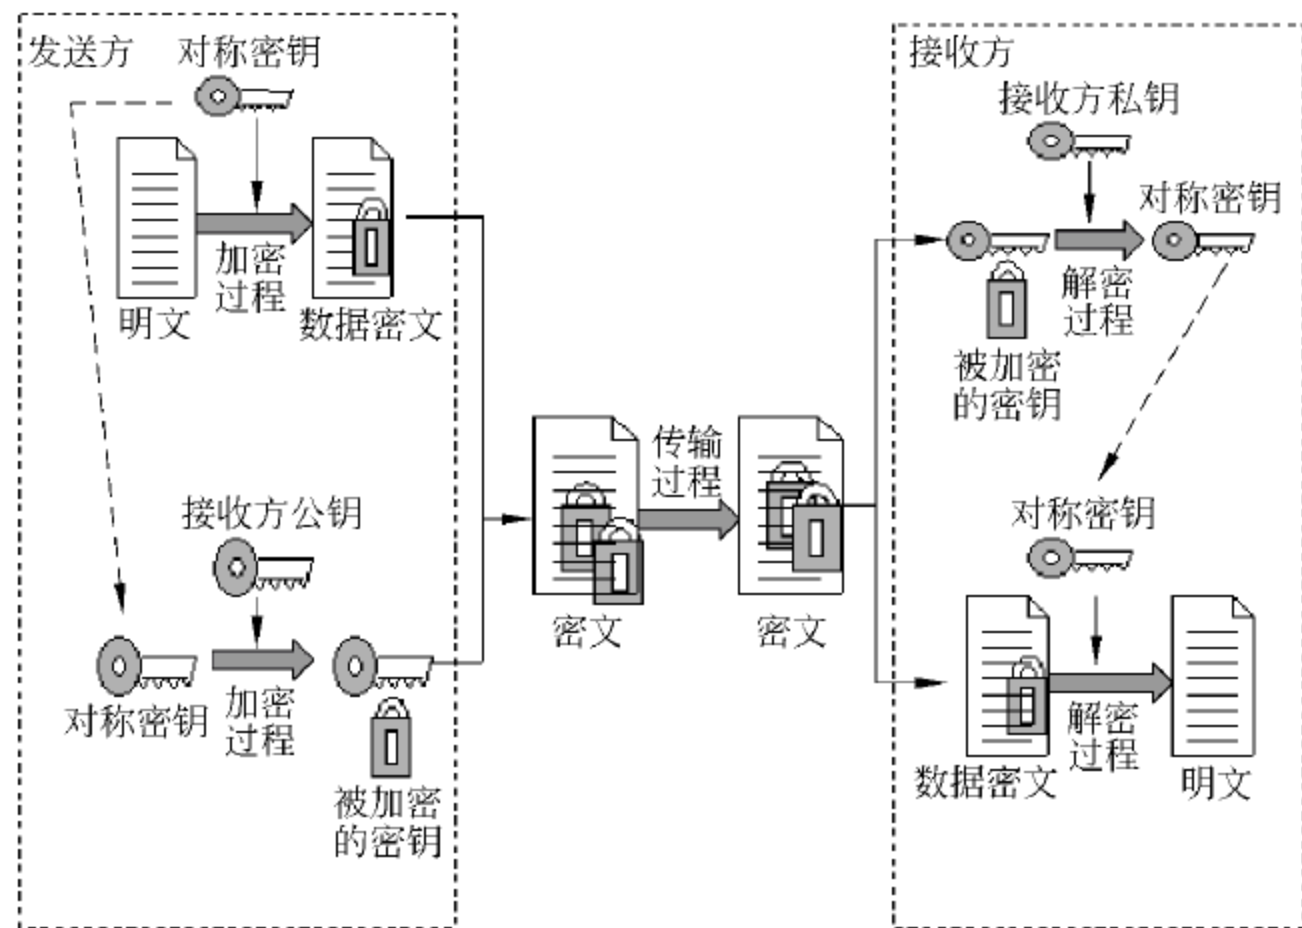 发送方
对称密钥
明文
加密
过程
数据密文
接收方公钥
对称密钥
加密
过程
被加密
的密钥
密文
传输
过程
密文
接收方
接收方私钥
对称密钥
解密
过程
被加密
的密钥
对称密钥
数据密文
解密
过程
明文